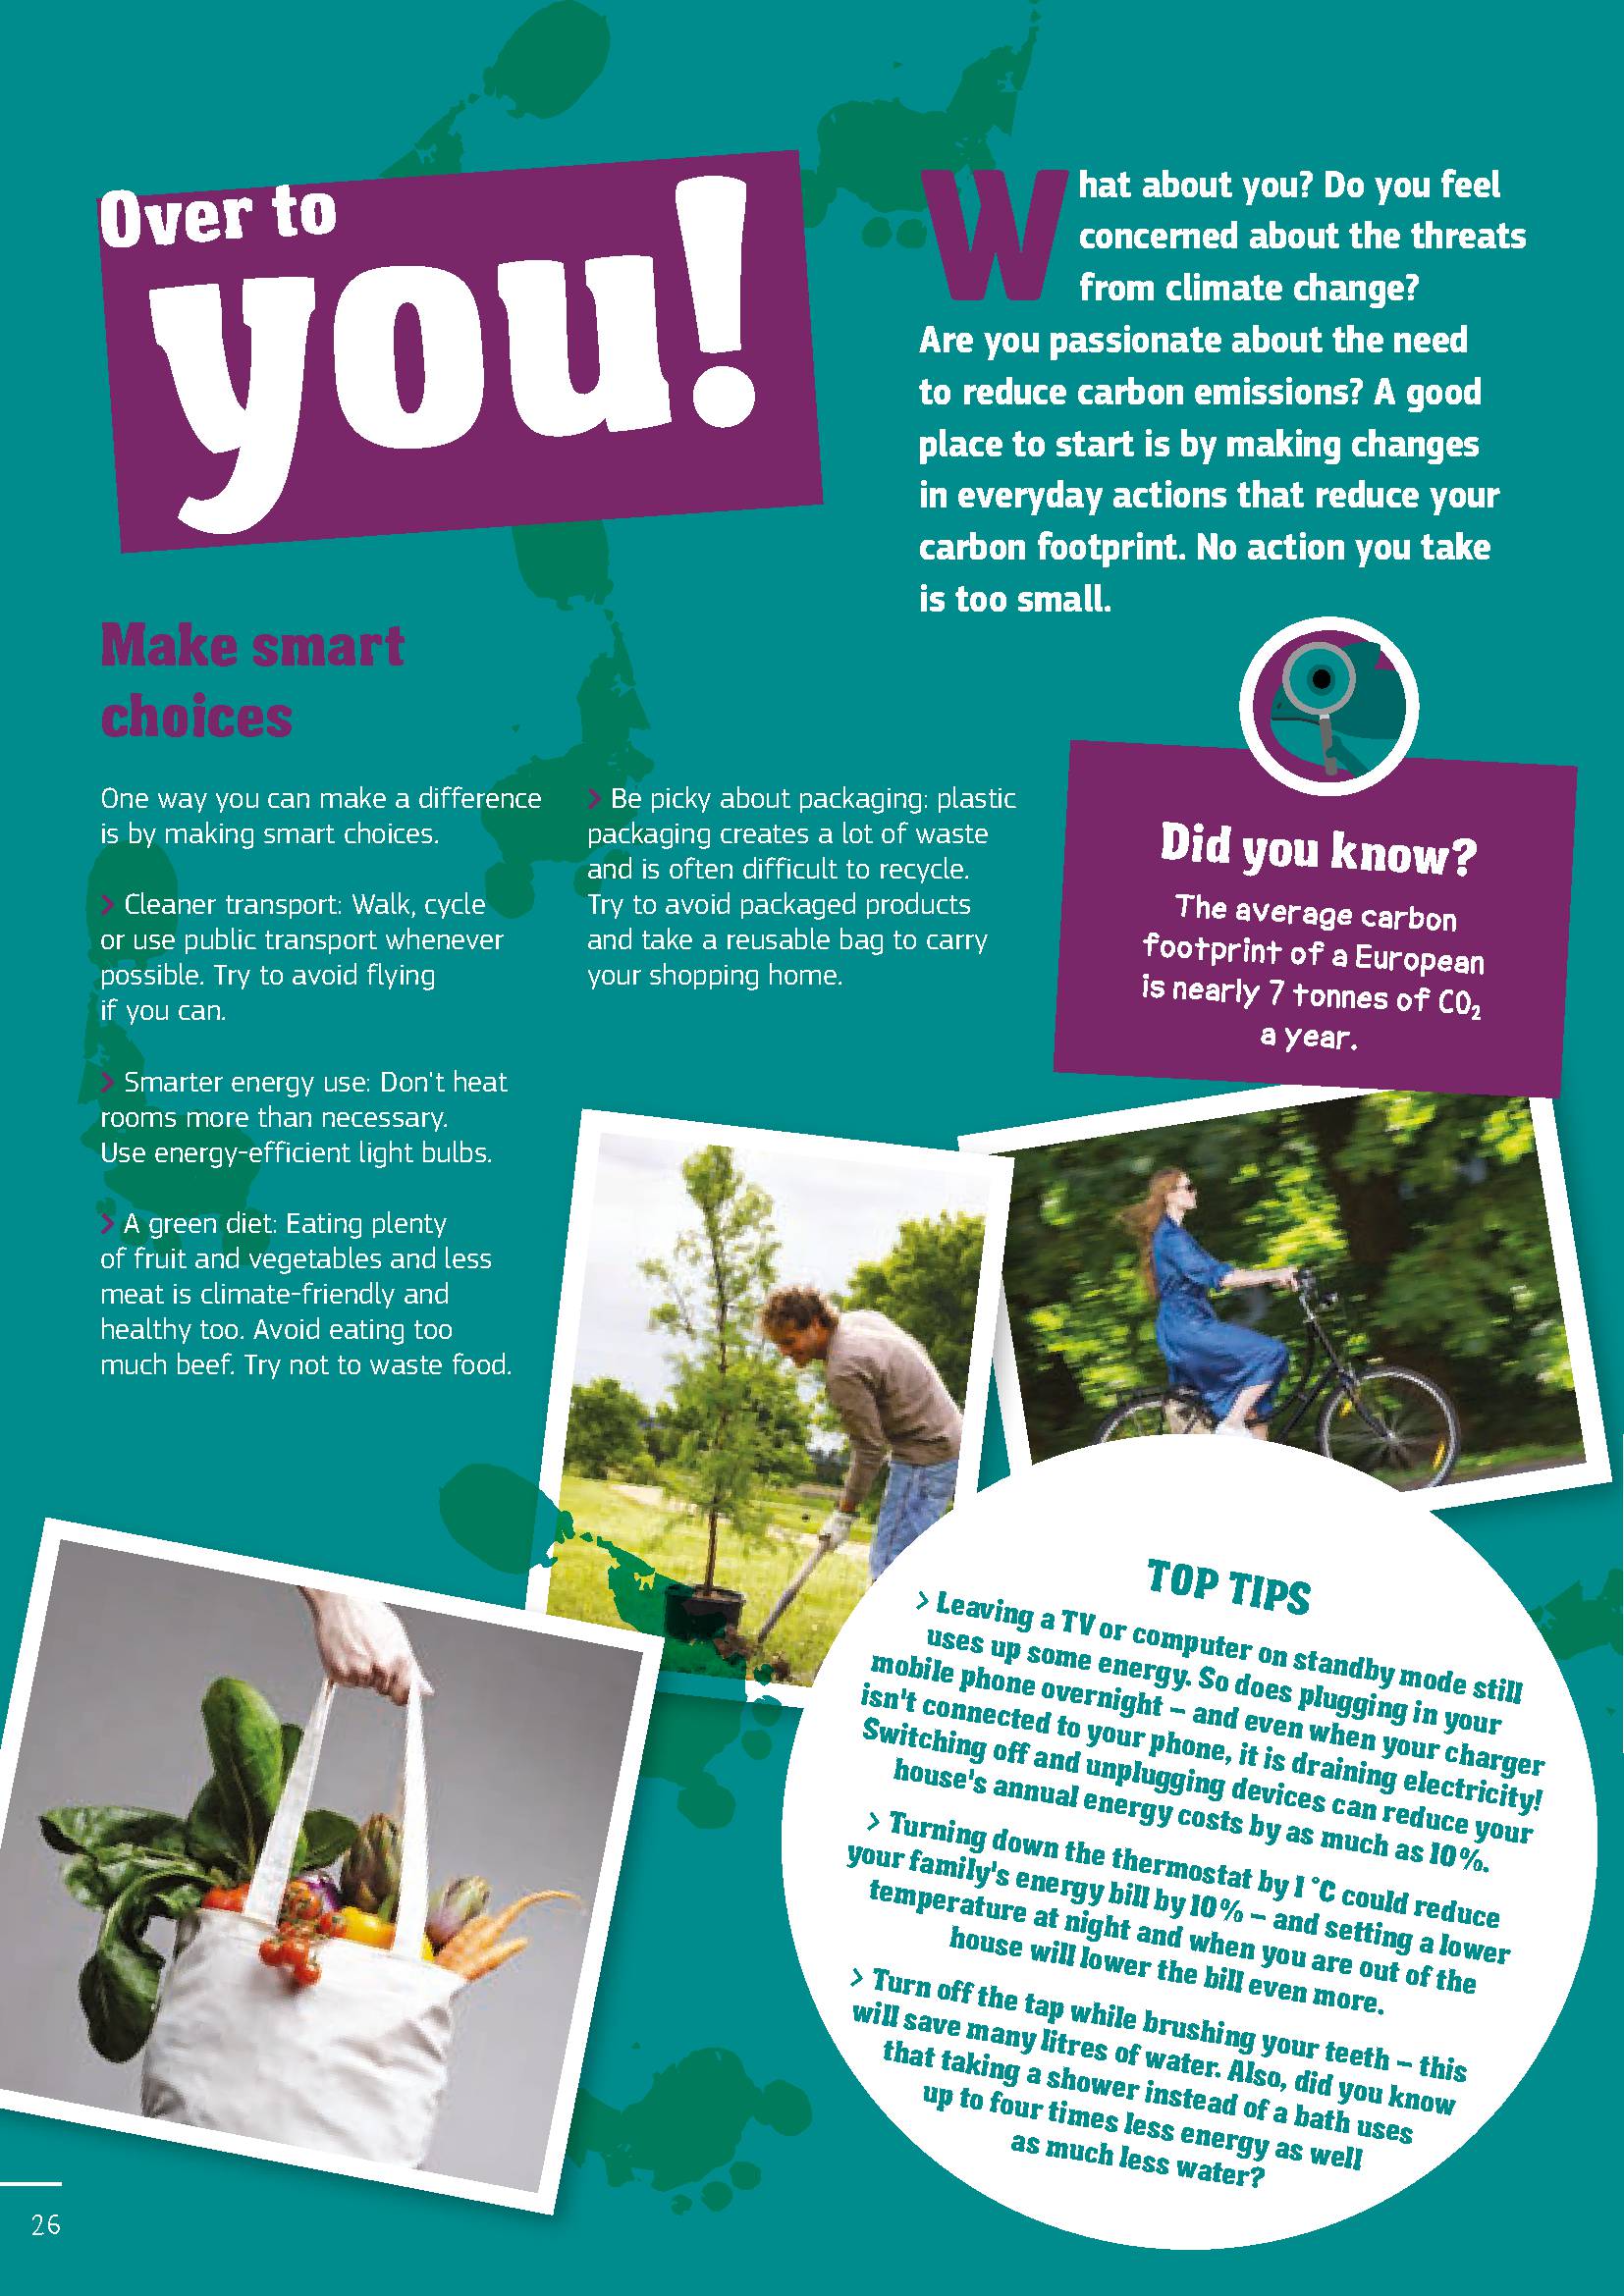 Over to
you!
What about you? Do you feel
concerned about the threats
from climate change?
Are you passionate about the need
to reduce carbon emissions? A good
place to start is by making changes
in everyday actions that reduce your
carbon footprint. No action you take
is too small.
Make smart
choices
One way you can make a difference
is by making smart choices.
> Cleaner transport: Walk, cycle
or use public transport whenever
possible. Try to avoid flying
if you can.
> Smarter energy use: Don't heat
rooms more than necessary.
Use energy-efficient light bulbs.
> A green diet: Eating plenty
of fruit and vegetables and less
meat is climate-friendly and
healthy too. Avoid eating too
much beef. Try not to waste food.
> Be picky about packaging: plastic
packaging creates a lot of waste
and is often difficult to recycle.
Try to avoid packaged products
and take a reusable bag to carry
your shopping home.
Did you know?
The average carbon
footprint of a European
is nearly 7 tonnes of CO₂
a year.
TOP TIPS
> Leaving a TV or computer on standby mode still
uses up some energy. So does plugging in your
mobile phone overnight – and even when your charger
isn't connected to your phone, it is draining electricity!
Switching off and unplugging devices can reduce your
house's annual energy costs by as much as 10%.
> Turning down the thermostat by 1 °C could reduce
your family's energy bill by 10% – and setting a lower
temperature at night and when you are out of the
house will lower the bill even more.
> Turn off the tap while brushing your teeth – this
will save many litres of water. Also, did you know
that taking a shower instead of a bath uses
up to four times less energy as well
as much less water?
26